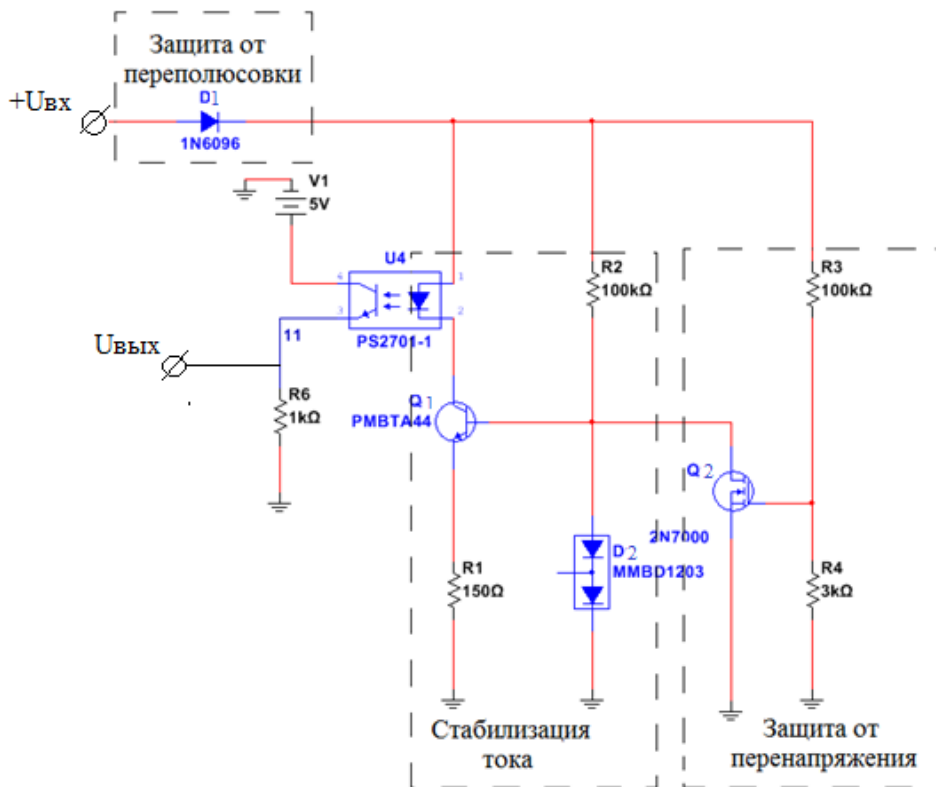 Защита от
переполюсовки
+Uвх
D1
1N6096
V1
5V
U4
4
1
3
2
PS2701-1
11
Uвых
R6
1kΩ
R2
100kΩ
R3
100kΩ
Q1
PMBTA44
Q2
2N7000
D2
MMBD1203
R1
150Ω
R4
3kΩ
Стабилизация
тока
Защита от
перенапряжения